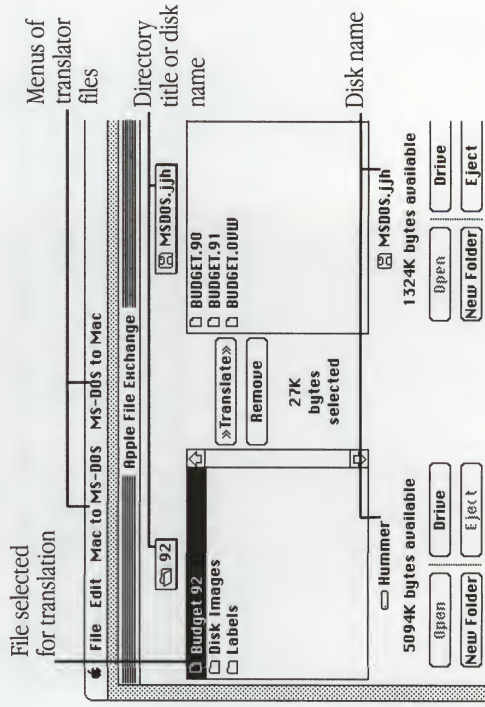 File selected
for translation
Menus of
translator
files
File Edit Mac to MS-DOS MS-DOS to Mac
Apple File Exchange
Directory
title or disk
name
92
MSDOS.jjh
Budget 92
Disk Images
Labels
»Translate»
Remove
27K
bytes
selected
BUDGET.90
BUDGET.91
BUDGET.OVW
Disk name
Hummer
MSDOS.jjh
5094K bytes available
1324K bytes available
Open
Drive
Open
Drive
New Folder
Eject
New Folder
Eject